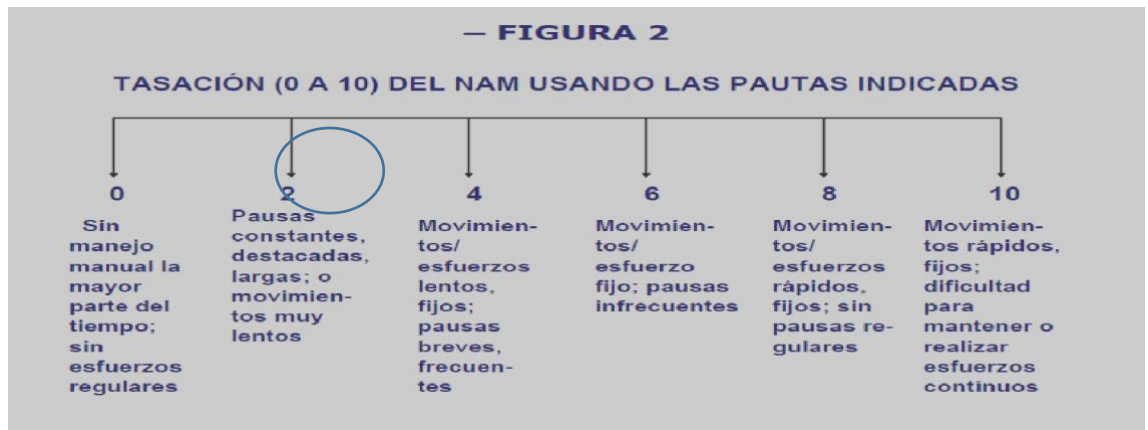 — FIGURA 2
TASACIÓN (0 A 10) DEL NAM USANDO LAS PAUTAS INDICADAS
0
Sin
manejo
manual la
mayor
parte del
tiempo;
sin
esfuerzos
regulares
2
Pausas
constantes,
destacadas,
largas; o
movimien-
tos muy
lentos
4
Movimien-
tos/
esfuerzos
lentos,
fijos;
pausas
breves,
frecuen-
tes
6
Movimien-
tos/
esfuerzo
fijo; pausas
infrecuentes
8
Movimien-
tos/
esfuerzos
rápidos,
fijos; sin
pausas re-
gulares
10
Movimien-
tos rápidos,
fijos;
dificultad
para
mantener o
realizar
esfuerzos
contínuos